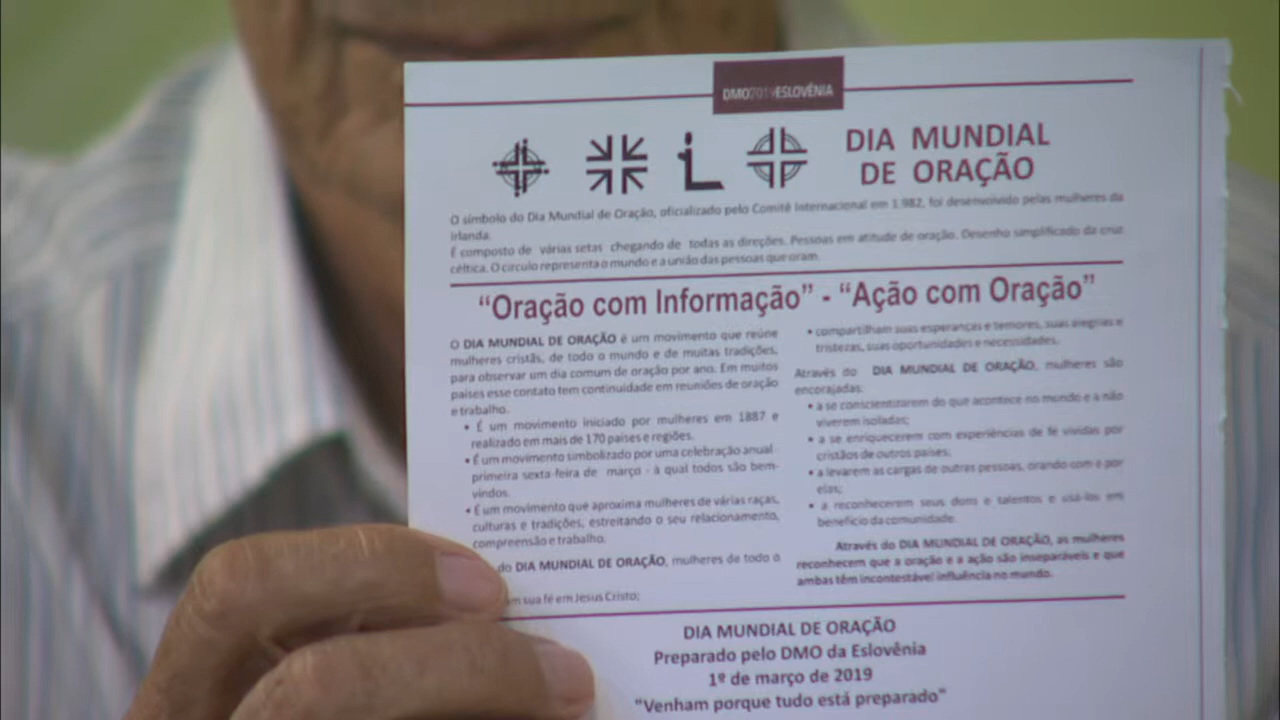 DMO2019ESLOVÊNIA
DIA MUNDIAL
DE ORAÇÃO
O símbolo do Dia Mundial de Oração, oficializado pelo Comitê Internacional em 1.982, foi desenvolvido pelas mulheres da
Irlanda.
É composto de várias setas chegando de todas as direções. Pessoas em atitude de oração. Desenho simplificado da cruz
céltica. O círculo representa o mundo e a união das pessoas que oram.
“Oração com Informação” - “Ação com Oração”
O DIA MUNDIAL DE ORAÇÃO é um movimento que reúne
mulheres cristãs, de todo o mundo e de muitas tradições,
para observar um dia comum de oração por ano. Em muitos
países esse contato tem continuidade em reuniões de oração
e trabalho.
• É um movimento iniciado por mulheres em 1887 e
realizado em mais de 170 países e regiões.
• É um movimento simbolizado por uma celebração anual-
primeira sexta-feira de março - à qual todos são bem-
vindos.
• É um movimento que aproxima mulheres de várias raças,
culturas e tradições, estreitando o seu relacionamento,
compreensão e trabalho.
do DIA MUNDIAL DE ORAÇÃO, mulheres de todo o
sua fé em Jesus Cristo;
• compartilham suas esperanças e temores, suas alegrias e
tristezas, suas oportunidades e necessidades.
Através do DIA MUNDIAL DE ORAÇÃO, mulheres são
encorajadas:
• a se conscientizarem do que acontece no mundo e a não
viverem isoladas;
• a se enriquecerem com experiências de fé vividas por
cristãos de outros países;
• a levarem as cargas de outras pessoas, orando com e por
elas;
• a reconhecerem seus dons e talentos e usá-los em
benefício da comunidade.
Através do DIA MUNDIAL DE ORAÇÃO, as mulheres
reconhecem que a oração e a ação são inseparáveis e que
ambas têm incontestável influência no mundo.
DIA MUNDIAL DE ORAÇÃO
Preparado pelo DMO da Eslovênia
1º de março de 2019
"Venham porque tudo está preparado"